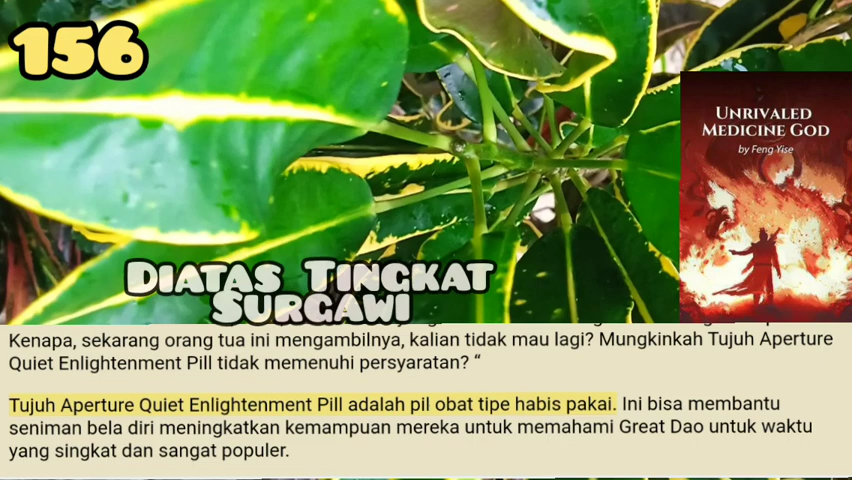 156
UNRIVALED
MEDICINE GOD
by Feng Yise
DIATAS TINGKAT
SURGAWI
Kenapa, sekarang orang tua ini mengambilnya, kalian tidak mau lagi? Mungkinkah Tujuh Aperture
Quiet Enlightenment Pill tidak memenuhi persyaratan? “
Tujuh Aperture Quiet Enlightenment Pill adalah pil obat tipe habis pakai. Ini bisa membantu
seniman bela diri meningkatkan kemampuan mereka untuk memahami Great Dao untuk waktu
yang singkat dan sangat populer.